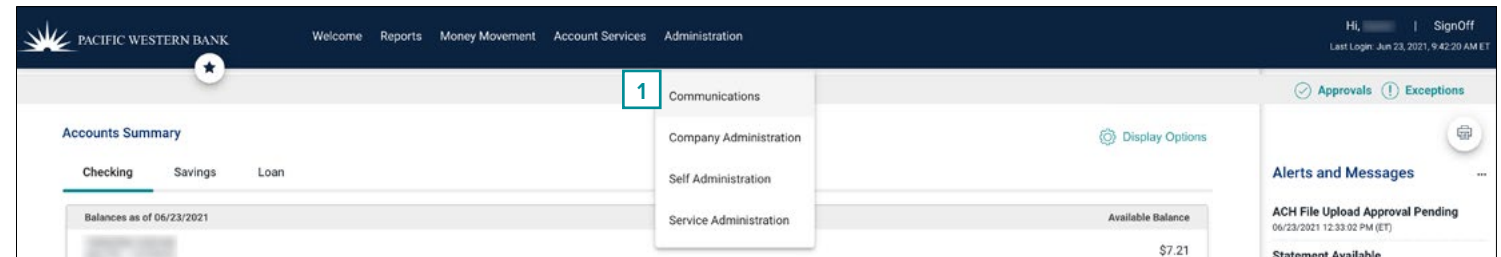 PACIFIC WESTERN BANK
Welcome Reports Money Movement Account Services Administration
Hi, | SignOff
Last Login: Jun 23, 2021, 9:42:20 AM ET
1
Communications
Company Administration
Self Administration
Service Administration
Approvals Exceptions
Accounts Summary
Display Options
Checking Savings Loan
Balances as of 06/23/2021 Available Balance
$7.21
Alerts and Messages ...
ACH File Upload Approval Pending
06/23/2021 12:33:02 PM (ET)
Statement Available